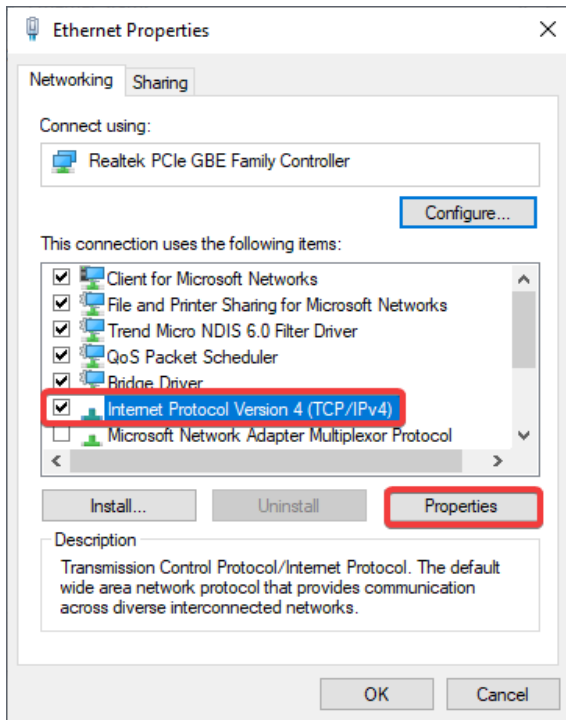 Ethernet Properties
Networking
Sharing
Connect using:
Realtek PCIe GBE Family Controller
Configure...
This connection uses the following items:
Client for Microsoft Networks
File and Printer Sharing for Microsoft Networks
Trend Micro NDIS 6.0 Filter Driver
QoS Packet Scheduler
Bridge Driver
Internet Protocol Version 4 (TCP/IPv4)
Microsoft Network Adapter Multiplexor Protocol
Install...
Uninstall
Properties
Description
Transmission Control Protocol/Internet Protocol. The default
wide area network protocol that provides communication
across diverse interconnected networks.
OK
Cancel